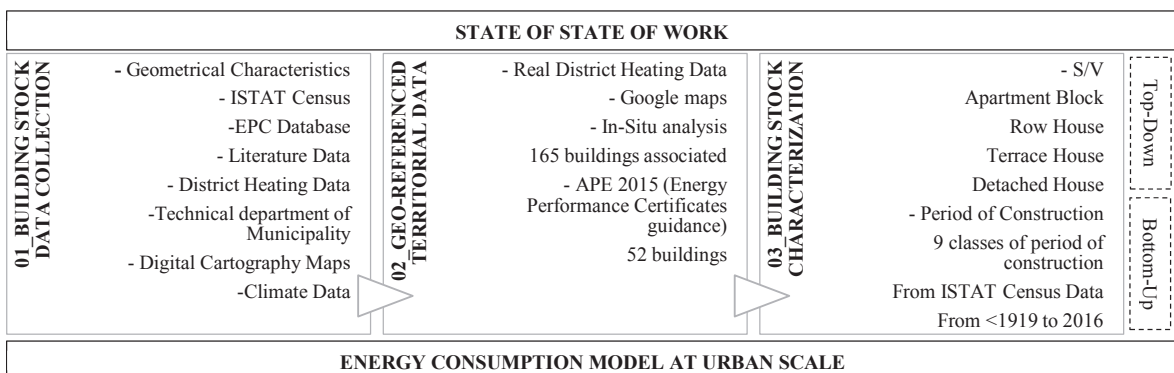 STATE OF STATE OF WORK
01_BUILDING STOCK
DATA COLLECTION
- Geometrical Characteristics
- ISTAT Census
-EPC Database
- Literature Data
- District Heating Data
-Technical department of
Municipality
- Digital Cartography Maps
-Climate Data
02_GEO-REFERENCED
TERRITORIAL DATA
- Real District Heating Data
- Google maps
- In-Situ analysis
165 buildings associated
- APE 2015 (Energy
Performance Certificates
guidance)
52 buildings
03_BUILDING STOCK
CHARACTERIZATION
- S/V
Apartment Block
Row House
Terrace House
Detached House
- Period of Construction
9 classes of period of
construction
From ISTAT Census Data
From <1919 to 2016
Top-Down
Bottom-Up
ENERGY CONSUMPTION MODEL AT URBAN SCALE